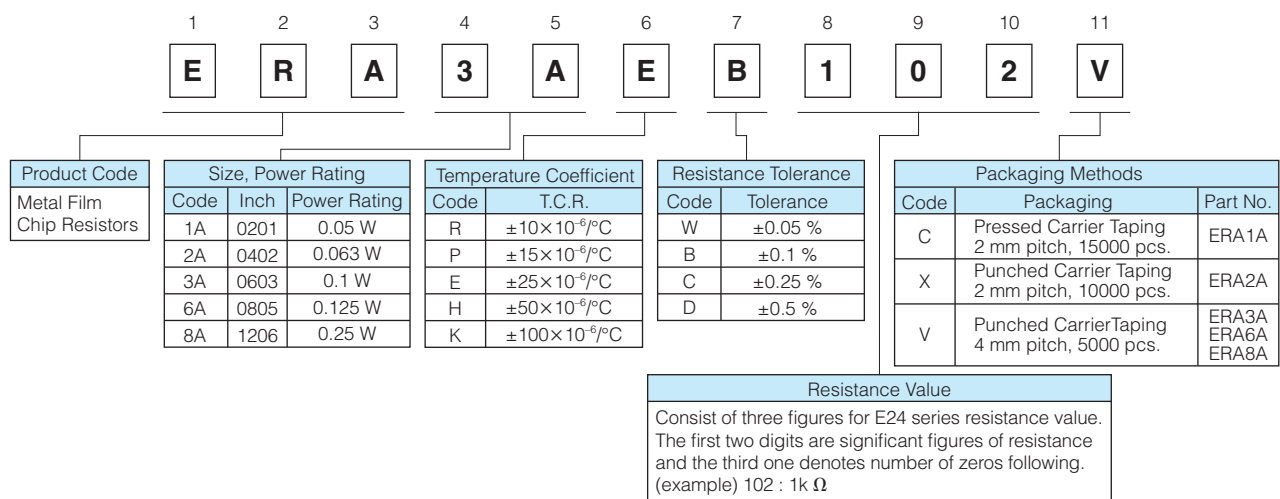 1 2 3 4 5 6 7 8 9 10 11
E R A 3 A E B 1 0 2 V
Product Code
Metal Film
Chip Resistors
Size, Power Rating
Code Inch Power Rating
1A 0201 0.05 W
2A 0402 0.063 W
3A 0603 0.1 W
6A 0805 0.125 W
8A 1206 0.25 W
Temperature Coefficient
Code T.C.R.
R ±10×10⁻⁶/°C
P ±15×10⁻⁶/°C
E ±25×10⁻⁶/°C
H ±50×10⁻⁶/°C
K ±100×10⁻⁶/°C
Resistance Tolerance
Code Tolerance
W ±0.05 %
B ±0.1 %
C ±0.25 %
D ±0.5 %
Packaging Methods
Code Packaging Part No.
C Pressed Carrier Taping
2 mm pitch, 15000 pcs. ERA1A
X Punched Carrier Taping
2 mm pitch, 10000 pcs. ERA2A
V Punched CarrierTaping
4 mm pitch, 5000 pcs. ERA3A
ERA6A
ERA8A
Resistance Value
Consist of three figures for E24 series resistance value.
The first two digits are significant figures of resistance
and the third one denotes number of zeros following.
(example) 102 : 1k Ω